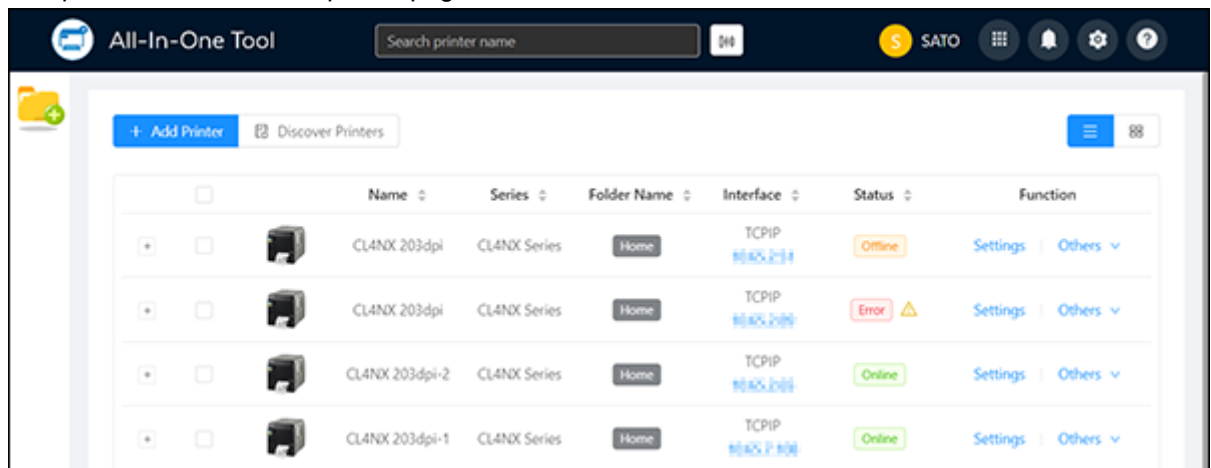 All-In-One Tool
Search printer name
S SATO
+ Add Printer
Discover Printers
Name Series Folder Name Interface Status Function
CL4NX 203dpi CL4NX Series Home TCPIP Offline Settings Others
CL4NX 203dpi CL4NX Series Home TCPIP Error Settings Others
CL4NX 203dpi-2 CL4NX Series Home TCPIP Online Settings Others
CL4NX 203dpi-1 CL4NX Series Home TCPIP Online Settings Others